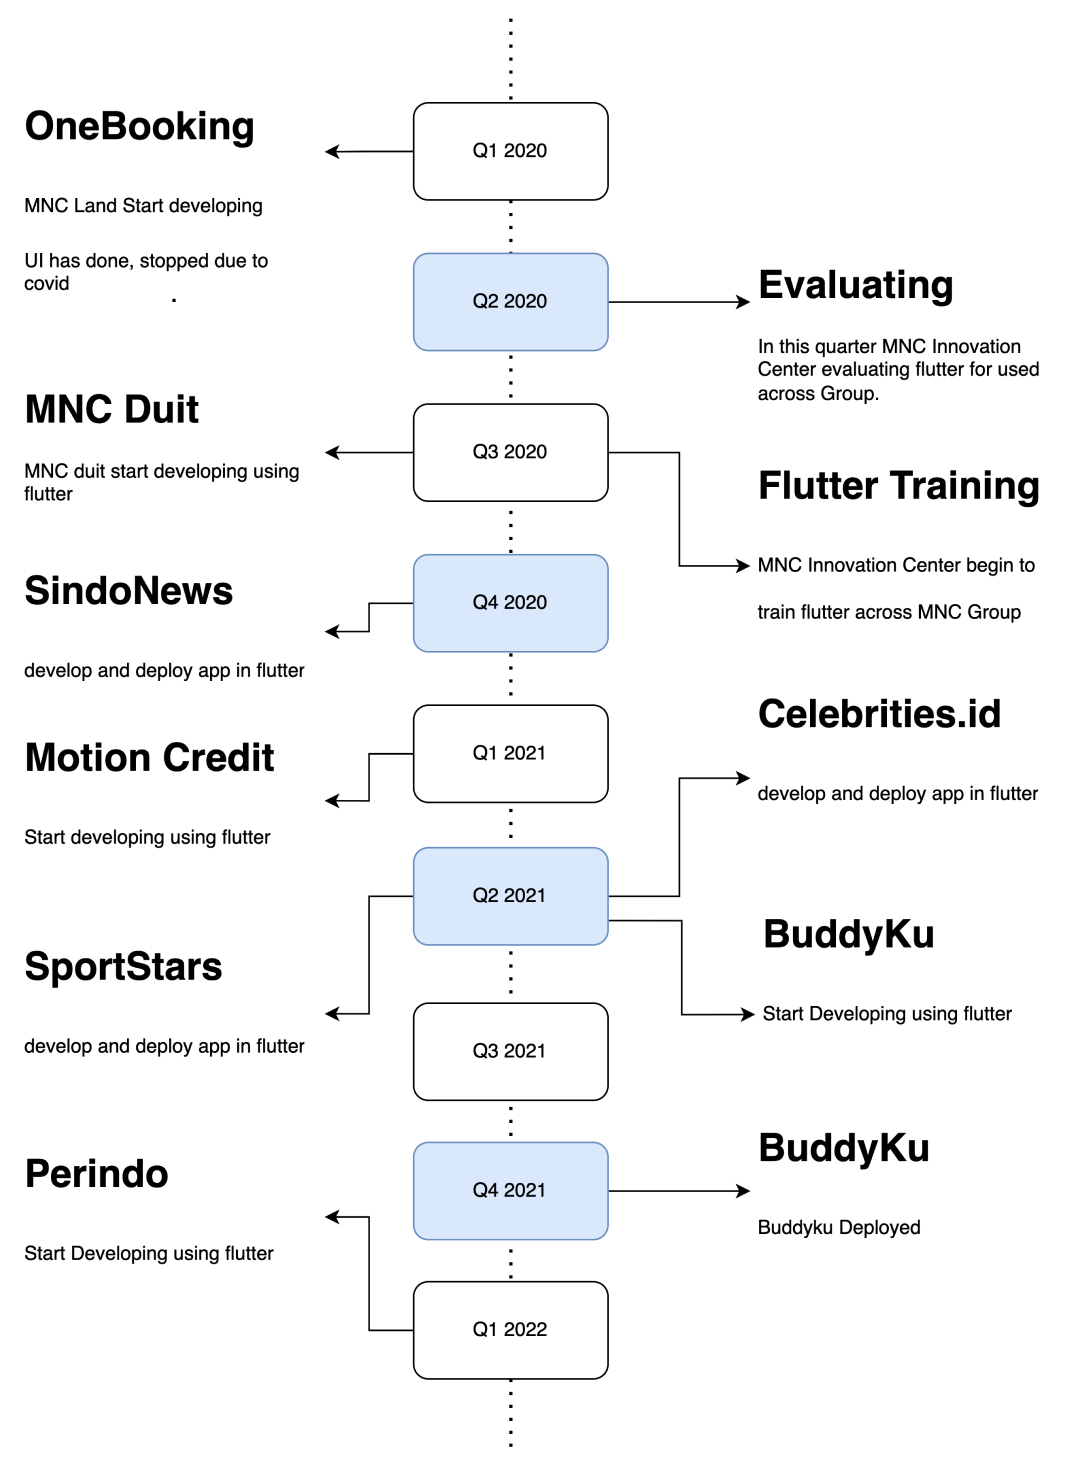 OneBooking
Q1 2020
MNC Land Start developing
UI has done, stopped due to
covid
.
Q2 2020
Evaluating
In this quarter MNC Innovation
Center evaluating flutter for used
across Group.
MNC Duit
MNC duit start developing using
flutter
Q3 2020
Flutter Training
MNC Innovation Center begin to
train flutter across MNC Group
SindoNews
develop and deploy app in flutter
Q4 2020
Motion Credit
Start developing using flutter
Q1 2021
Celebrities.id
develop and deploy app in flutter
Q2 2021
BuddyKu
Start Developing using flutter
SportStars
develop and deploy app in flutter
Q3 2021
BuddyKu
Buddyku Deployed
Q4 2021
Perindo
Start Developing using flutter
Q1 2022